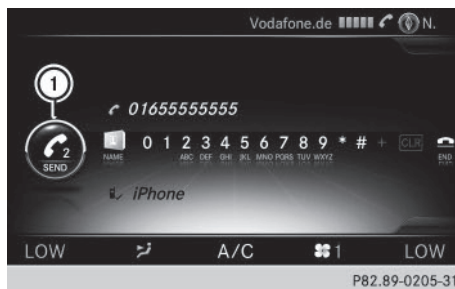 Vodafone.de N.
1
01655555555
NAME 0 1 2 3 4 5 6 7 8 9 * # + CLR
ABC DEF GHI JKL MNO PQRS TUV WXYZ
2
SEND
END
iPhone
LOW A/C 1 LOW
P82.89-0205-31